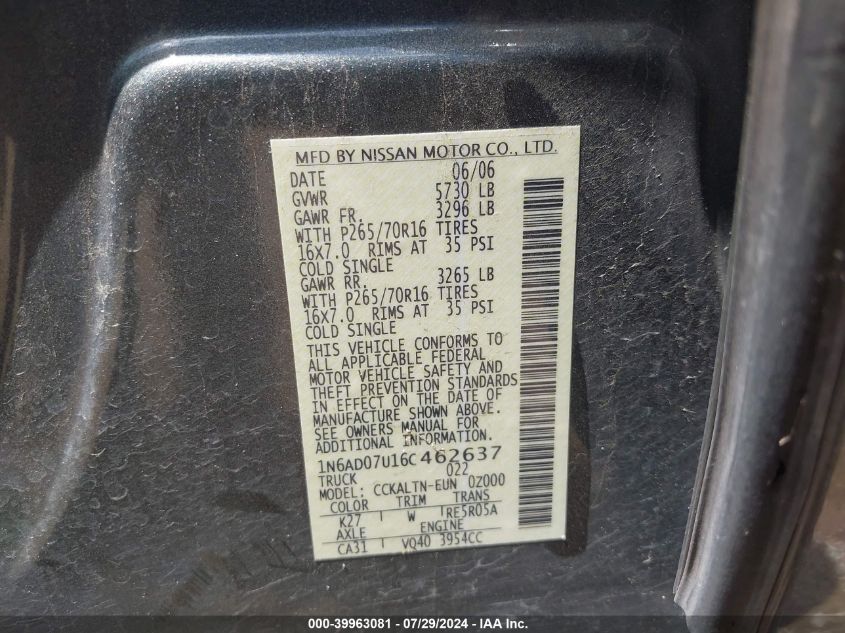 MFD BY NISSAN MOTOR CO., LTD.
DATE 06/06
GVWR 5730 LB
GAWR FR. 3296 LB
WITH P265/70R16 TIRES
16X7.0 RIMS AT 35 PSI
COLD SINGLE
GAWR RR. 3265 LB
WITH P265/70R16 TIRES
16X7.0 RIMS AT 35 PSI
COLD SINGLE
THIS VEHICLE CONFORMS TO
ALL APPLICABLE FEDERAL
MOTOR VEHICLE SAFETY AND
THEFT PREVENTION STANDARDS
IN EFFECT ON THE DATE OF
MANUFACTURE SHOWN ABOVE.
SEE OWNERS MANUAL FOR
ADDITIONAL INFORMATION.
1N6AD07U16C462637
TRUCK 022
MODEL: CCKALTN-EUN 0Z000
COLOR TRIM TRANS
K27 W RE5R05A
AXLE ENGINE
CA31 VQ40 3954CC
000-39963081 / 07/29/2024 - IAA Inc.